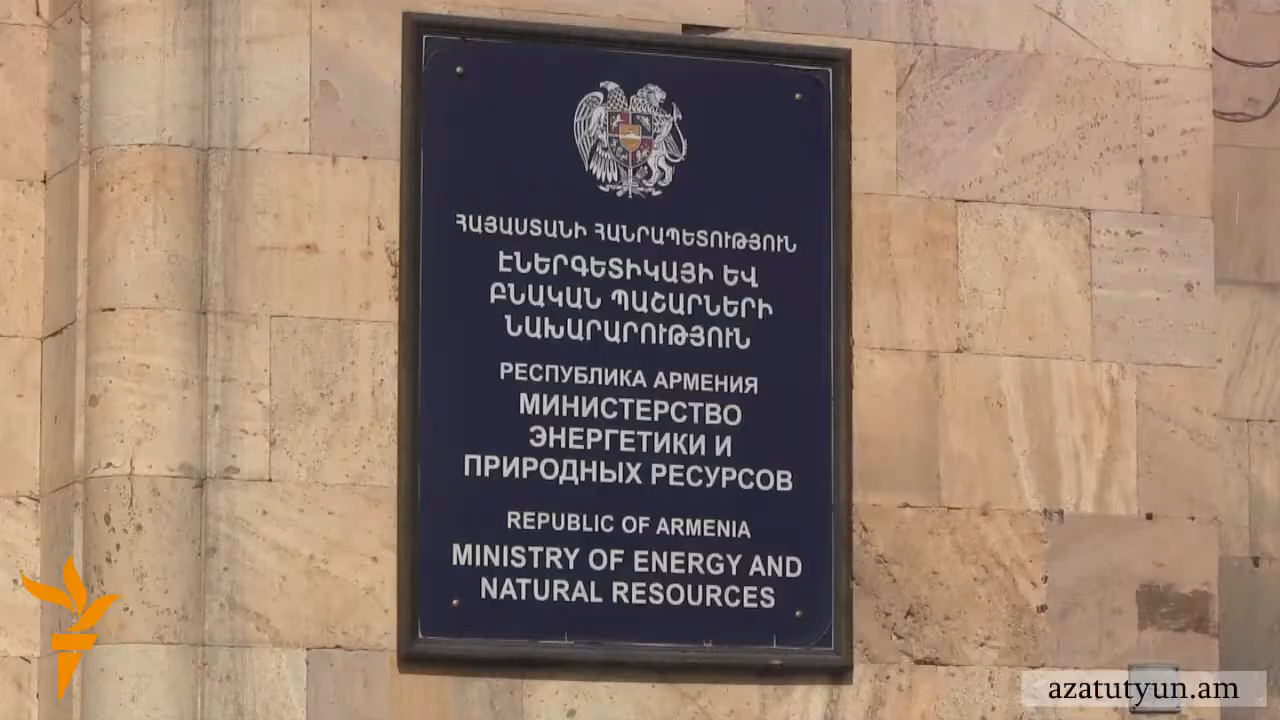 ՀԱՅԱՍՏԱՆԻ ՀԱՆՐԱՊԵՏՈՒԹՅՈՒՆ
ԷՆԵՐԳԵՏԻԿԱՅԻ ԵՎ
ԲՆԱԿԱՆ ՊԱՇԱՐՆԵՐԻ
ՆԱԽԱՐԱՐՈՒԹՅՈՒՆ
РЕСПУБЛИКА АРМЕНИЯ
МИНИСТЕРСТВО
ЭНЕРГЕТИКИ И
ПРИРОДНЫХ РЕСУРСОВ
REPUBLIC OF ARMENIA
MINISTRY OF ENERGY AND
NATURAL RESOURCES
azatutyun.am